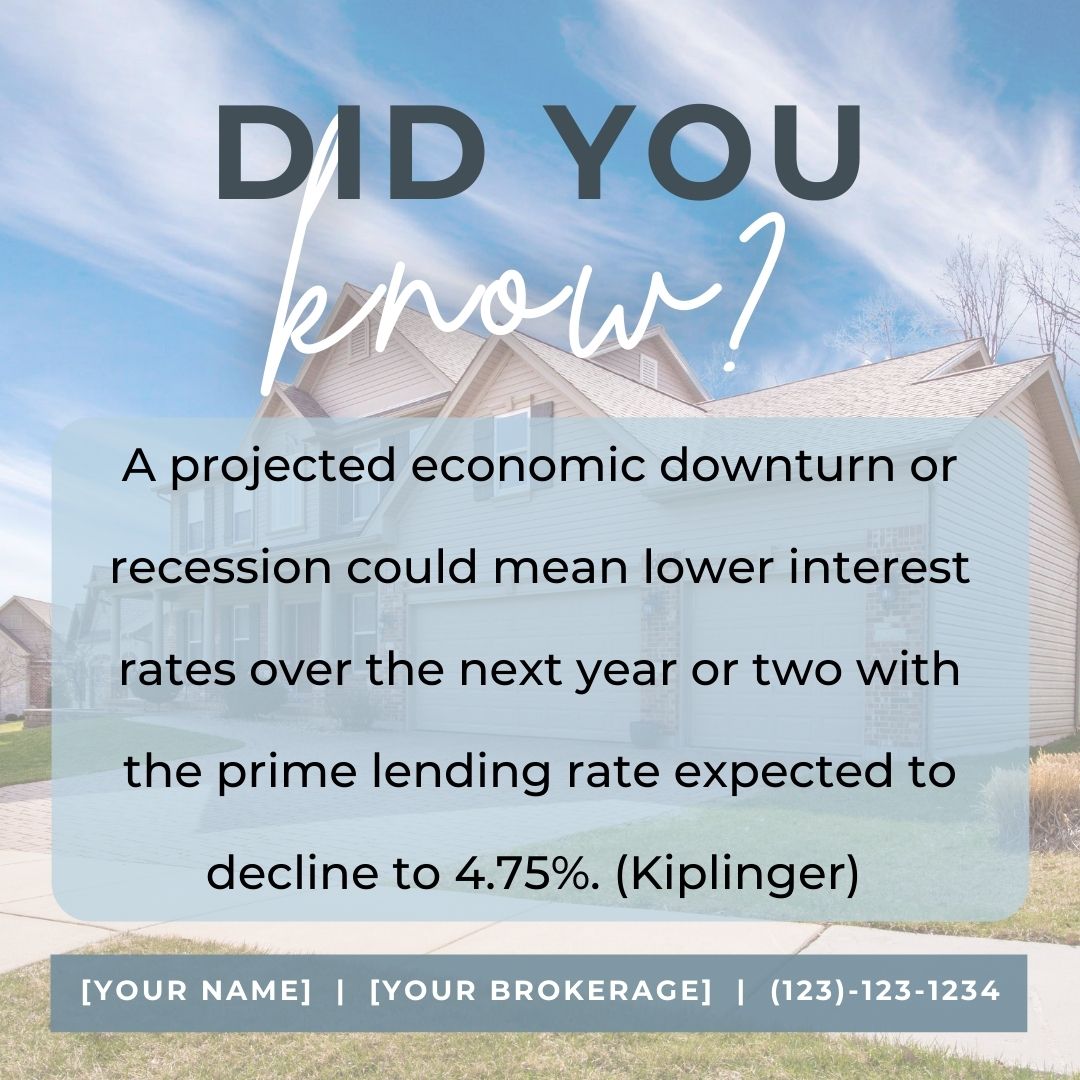 DID YOU
know?
A projected economic downturn or
recession could mean lower interest
rates over the next year or two with
the prime lending rate expected to
decline to 4.75%. (Kiplinger)
[YOUR NAME] | [YOUR BROKERAGE] | (123)-123-1234